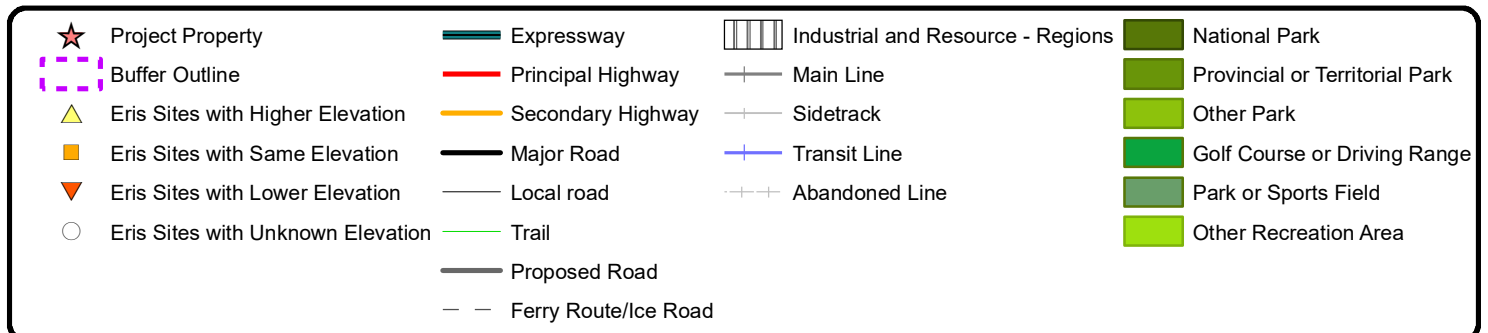 Project Property
Buffer Outline
Eris Sites with Higher Elevation
Eris Sites with Same Elevation
Eris Sites with Lower Elevation
Eris Sites with Unknown Elevation
Expressway
Principal Highway
Secondary Highway
Major Road
Local road
Trail
Proposed Road
Ferry Route/Ice Road
Industrial and Resource - Regions
Main Line
Sidetrack
Transit Line
Abandoned Line
National Park
Provincial or Territorial Park
Other Park
Golf Course or Driving Range
Park or Sports Field
Other Recreation Area